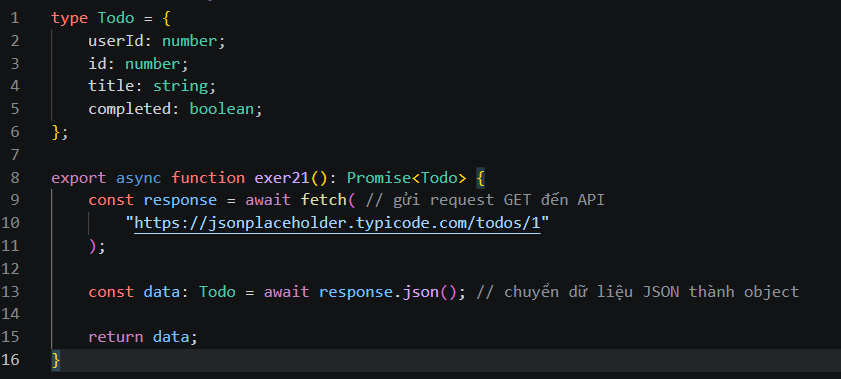 1 type Todo = {
2     userId: number;
3     id: number;
4     title: string;
5     completed: boolean;
6 };
7
8 export async function exer21(): Promise<Todo> {
9     const response = await fetch( // gửi request GET đến API
10         "https://jsonplaceholder.typicode.com/todos/1"
11     );
12
13     const data: Todo = await response.json(); // chuyển dữ liệu JSON thành object
14
15     return data;
16 }